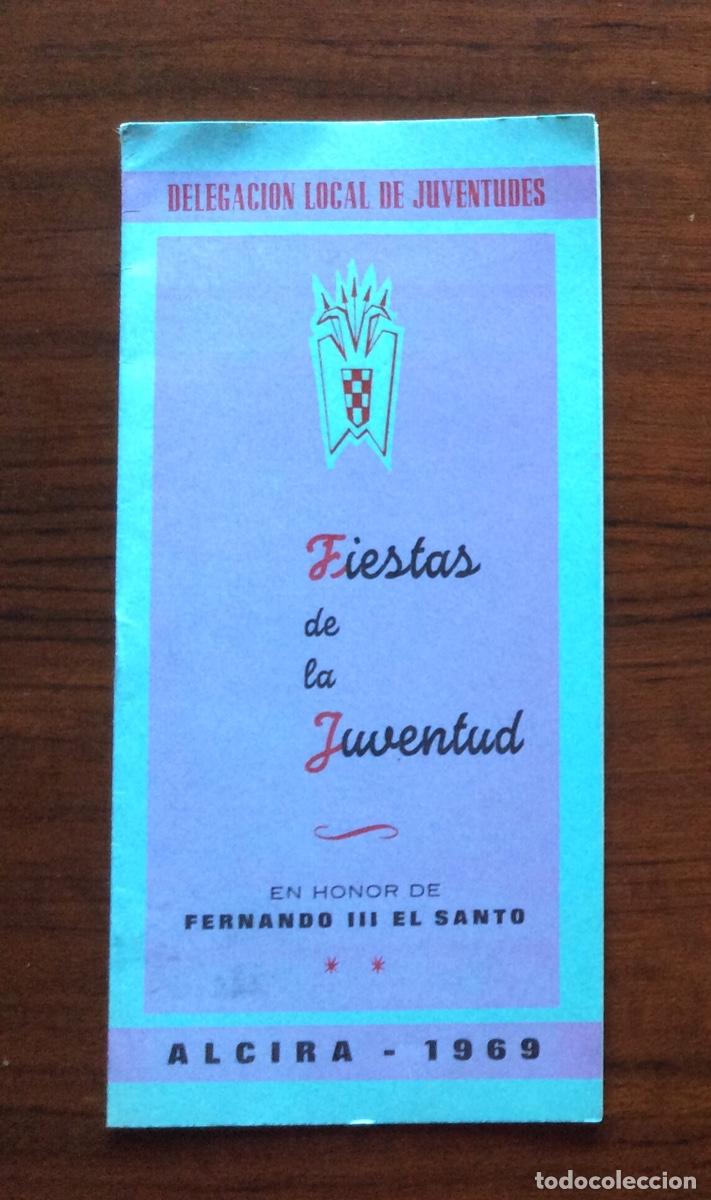 DELEGACION LOCAL DE JUVENTUDES
Fiestas
de
la
Juventud
EN HONOR DE
FERNANDO III EL SANTO
ALCIRA - 1969
todocoleccion